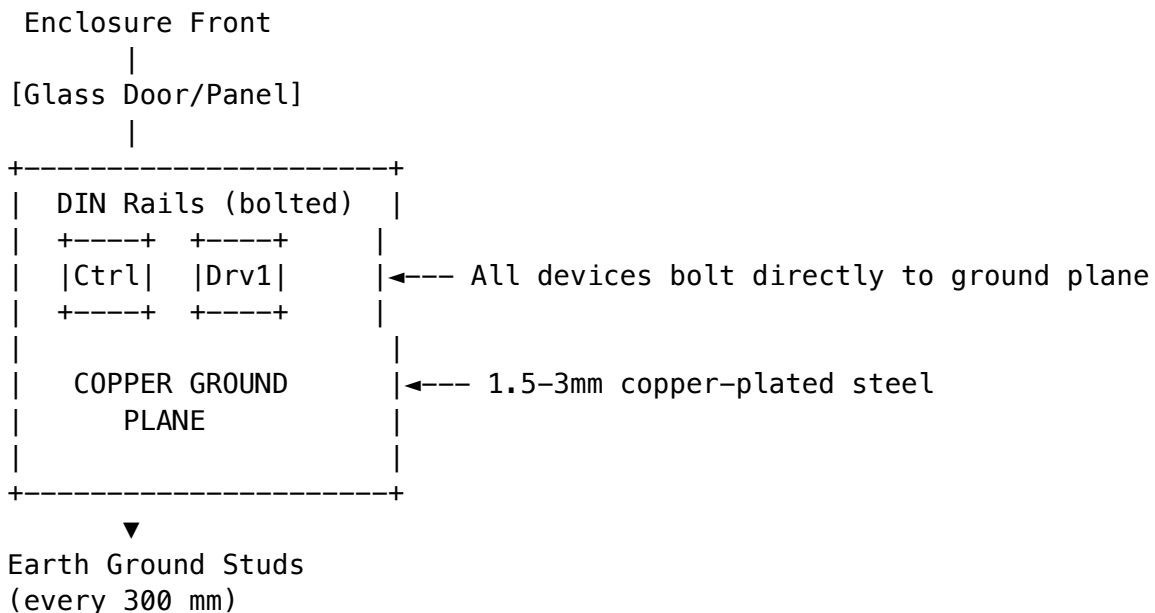 Enclosure Front
[Glass Door/Panel]
DIN Rails (bolted)
|Ctrl| |Drv1| ◄--- All devices bolt directly to ground plane
COPPER GROUND ◄--- 1.5-3mm copper-plated steel
PLANE
▼
Earth Ground Studs
(every 300 mm)